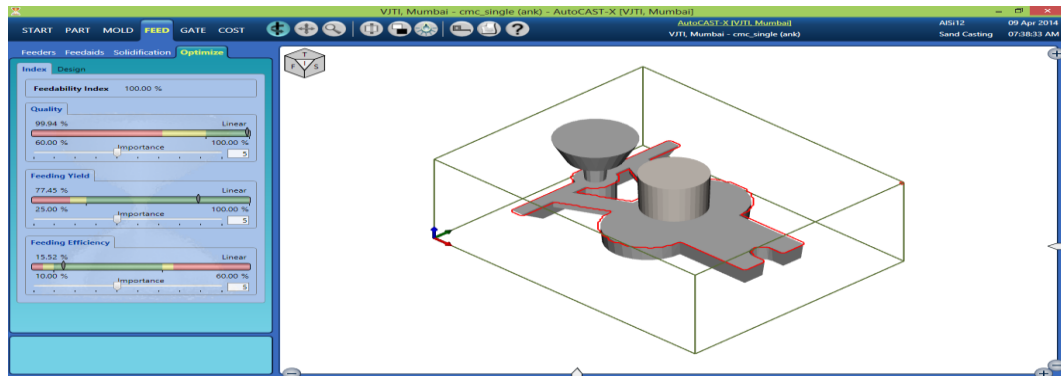 VJTI, Mumbai - cmc_single (ank) - AutoCAST-X [VJTI, Mumbai]
START PART MOLD FEED GATE COST
AutoCAST-X [VJTI, Mumbai]
VJTI, Mumbai - cmc_single (ank)
AlSi12 09 Apr 2014
Sand Casting 07:38:33 AM
Feeders Feedaids Solidification Optimize
Index Design
Feedability Index 100.00 %
Quality
99.94 % Linear
60.00 % 100.00 %
Importance
5
Feeding Yield
77.45 % Linear
25.00 % 100.00 %
Importance
5
Feeding Efficiency
15.52 % Linear
10.00 % 60.00 %
Importance
5
T
F S